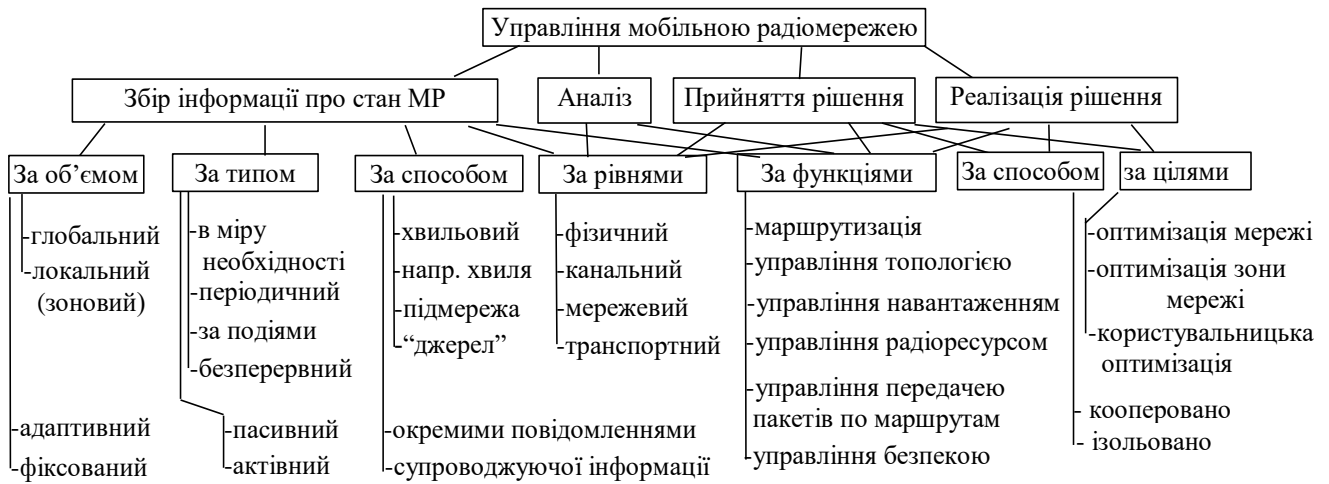 Управління мобільною радіомережею
Збір інформації про стан МР
Аналіз
Прийняття рішення
Реалізація рішення
За об’ємом
За типом
За способом
За рівнями
За функціями
За способом
за цілями
-глобальний
-локальний
(зоновий)
-адаптивний
-фіксований
-в міру
необхідності
-періодичний
-за подіями
-безперервний
-пасивний
-актівний
-хвильовий
-напр. хвиля
-підмережа
-“джерел”
-окремими повідомленнями
-супроводжуючої інформації
-фізичний
-канальний
-мережевий
-транспортний
-маршрутизація
-управління топологією
-управління навантаженням
-управління радіоресурсом
-управління передачею
пакетів по маршрутам
-управління безпекою
-оптимізація мережі
-оптимізація зони
мережі
-користувальницька
оптимізація
- кооперовано
- ізольовано